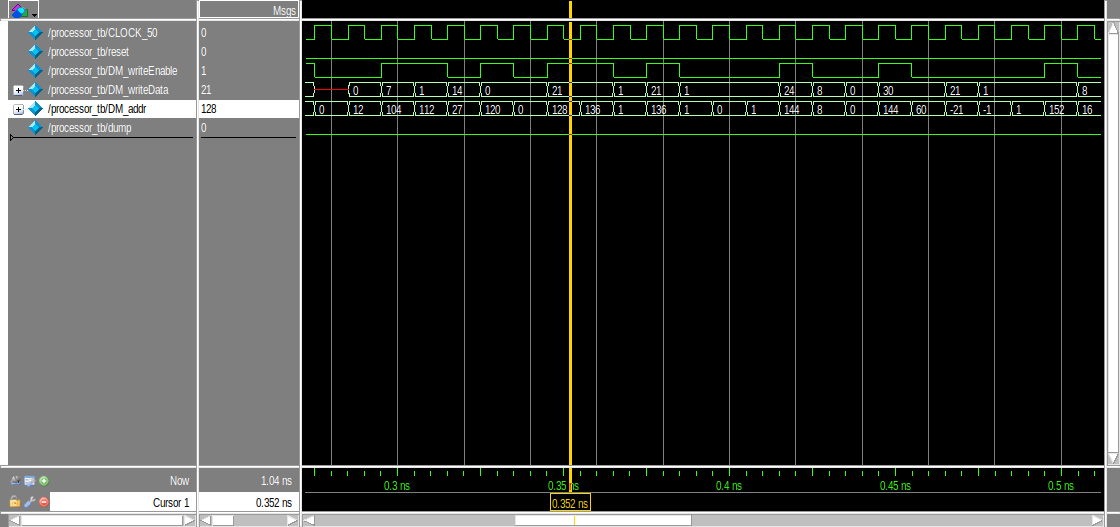 Msgs
/processor_tb/CLOCK_50 0
/processor_tb/reset 0
/processor_tb/DM_writeEnable 1
/processor_tb/DM_writeData 21 0 7 1 14 0 21 1 21 1 24 8 0 30 21 1 8
/processor_tb/DM_addr 128 0 12 104 112 27 120 0 128 136 1 136 1 0 1 144 8 0 144 60 -21 -1 1 152 16
/processor_tb/dump 0
Now 1.04 ns 0.3 ns 0.35 ns 0.4 ns 0.45 ns 0.5 ns
Cursor 1 0.352 ns 0.352 ns